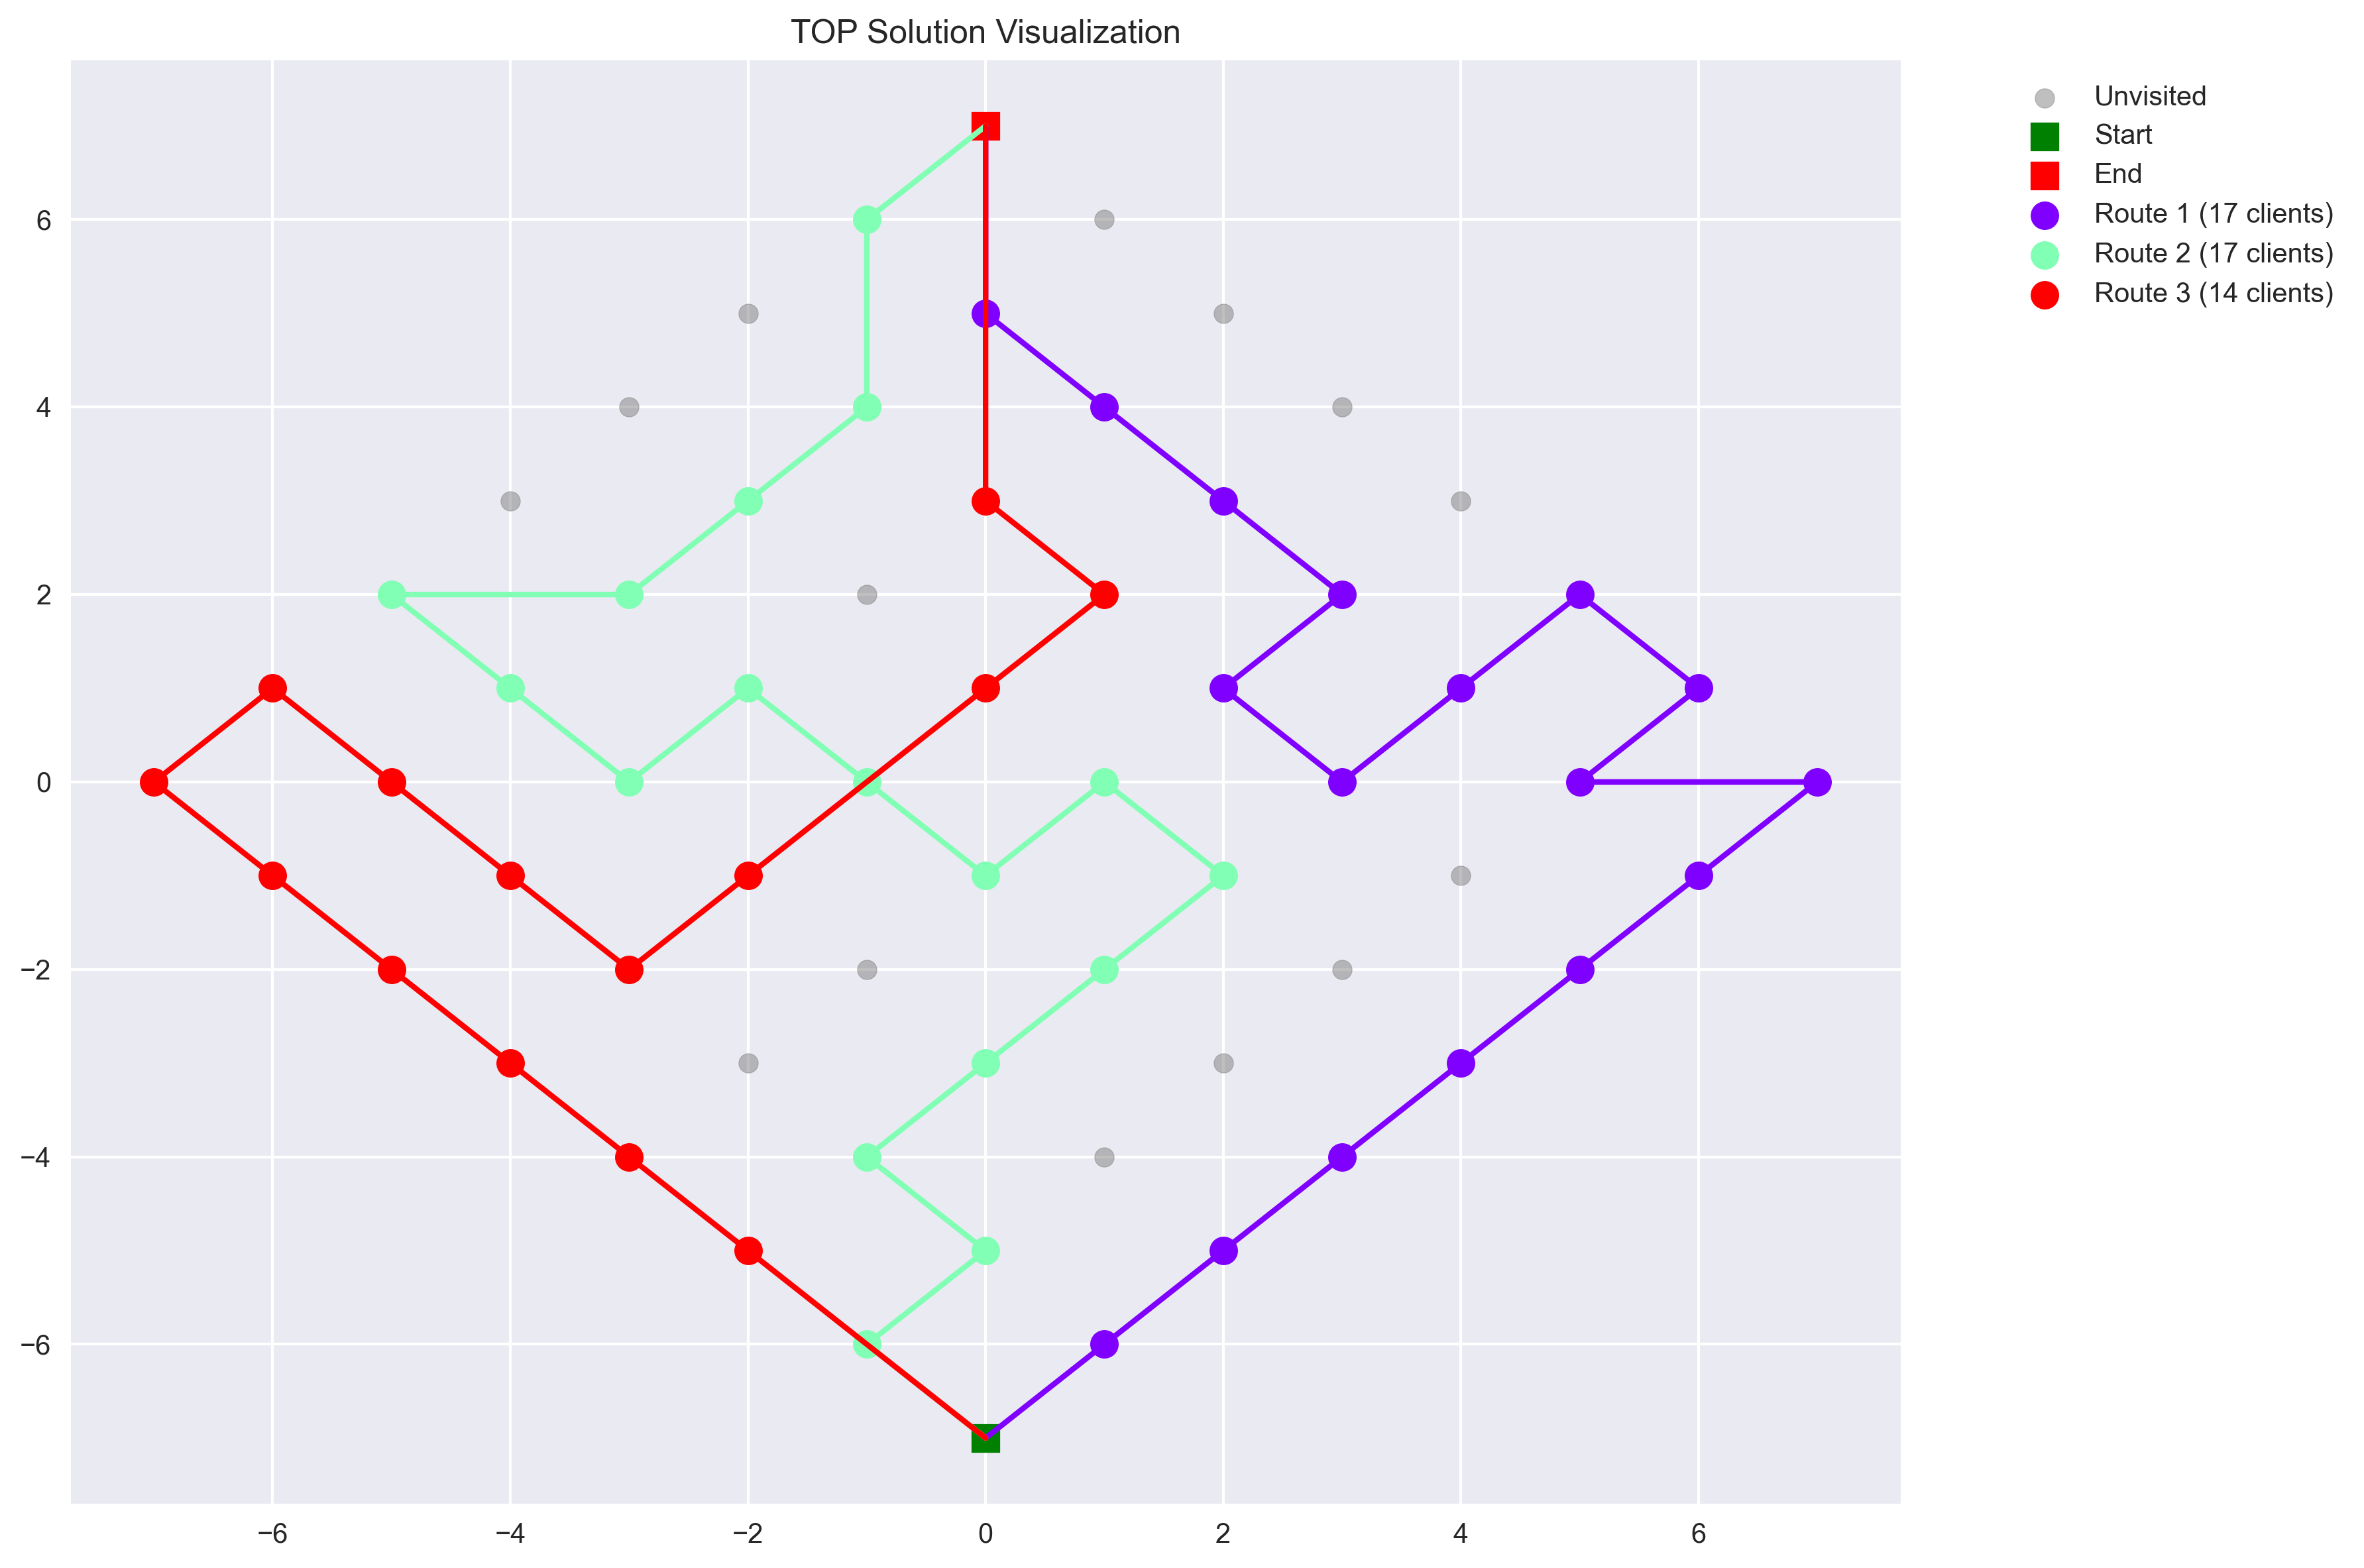 TOP Solution Visualization
Unvisited
Start
End
Route 1 (17 clients)
Route 2 (17 clients)
Route 3 (14 clients)
6
4
2
0
−2
−4
−6
−6 −4 −2 0 2 4 6